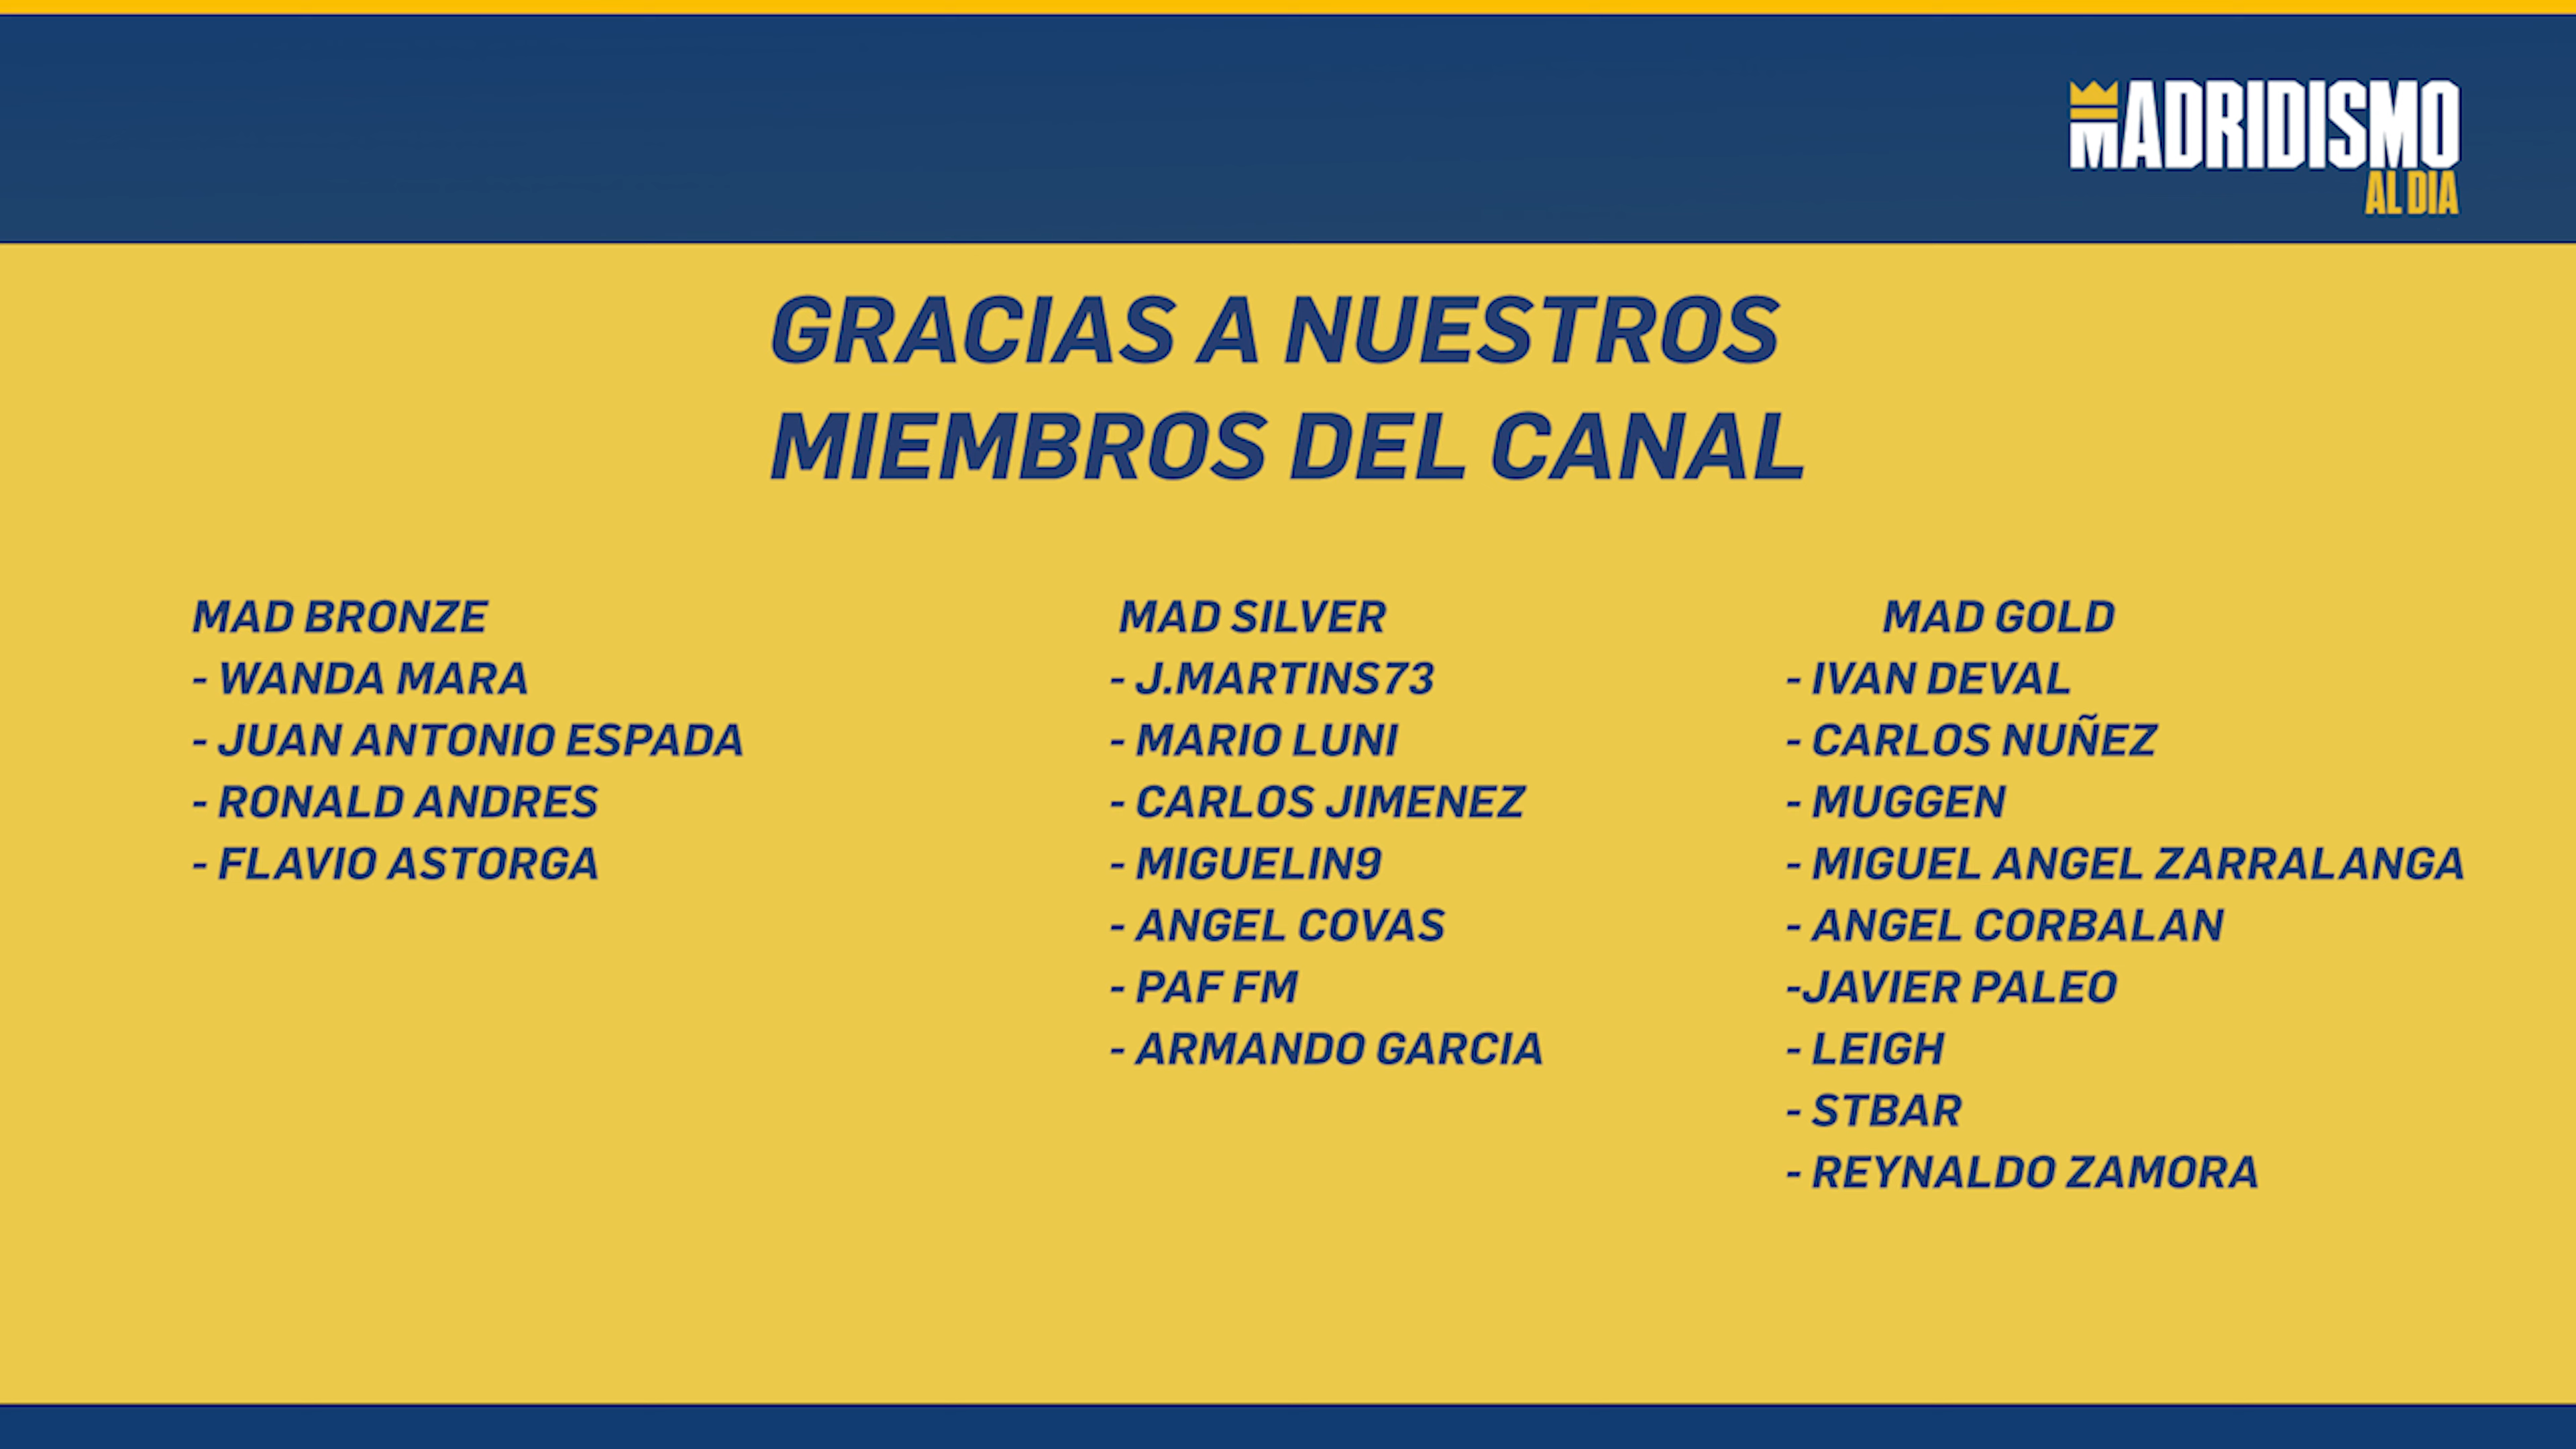 MADRIDISMO
AL DIA
GRACIAS A NUESTROS
MIEMBROS DEL CANAL
MAD BRONZE
- WANDA MARA
- JUAN ANTONIO ESPADA
- RONALD ANDRES
- FLAVIO ASTORGA
MAD SILVER
- J.MARTINS73
- MARIO LUNI
- CARLOS JIMENEZ
- MIGUELIN9
- ANGEL COVAS
- PAF FM
- ARMANDO GARCIA
MAD GOLD
- IVAN DEVAL
- CARLOS NUÑEZ
- MUGGEN
- MIGUEL ANGEL ZARRALANGA
- ANGEL CORBALAN
-JAVIER PALEO
- LEIGH
- STBAR
- REYNALDO ZAMORA